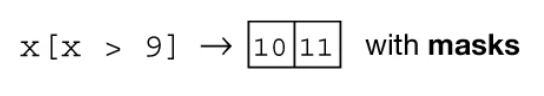 x[x > 9] → 10 11 with masks